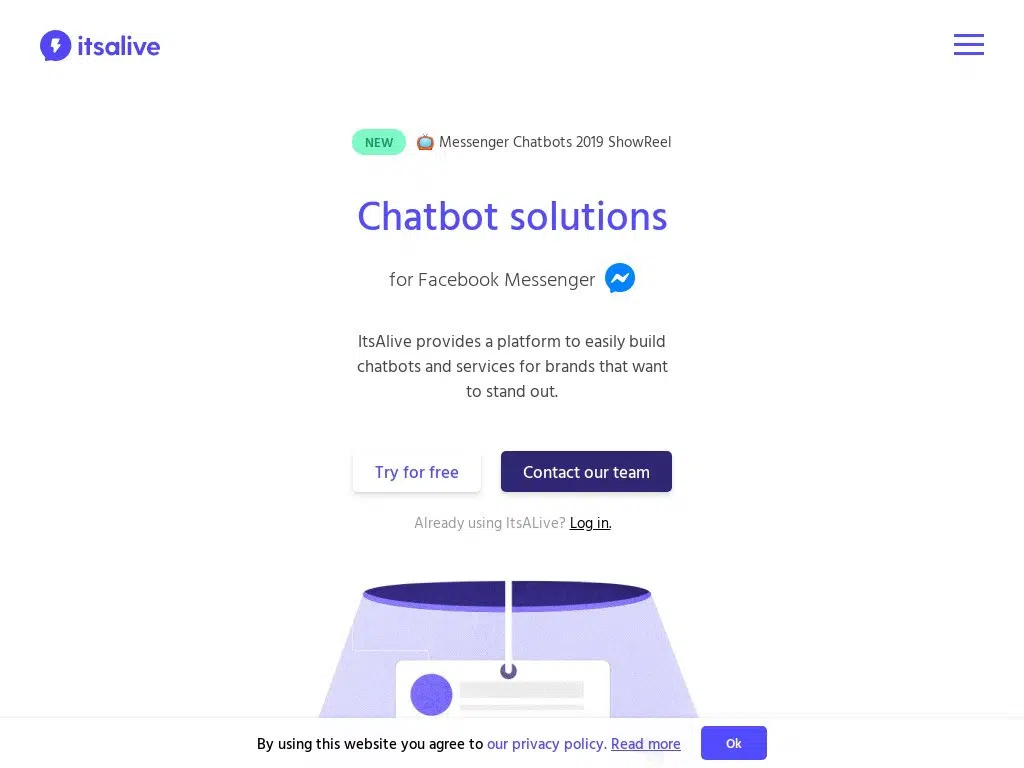 itsalive
NEW Messenger Chatbots 2019 ShowReel
Chatbot solutions
for Facebook Messenger
ItsAlive provides a platform to easily build
chatbots and services for brands that want
to stand out.
Try for free Contact our team
Already using ItsALive? Log in.
By using this website you agree to our privacy policy. Read more Ok